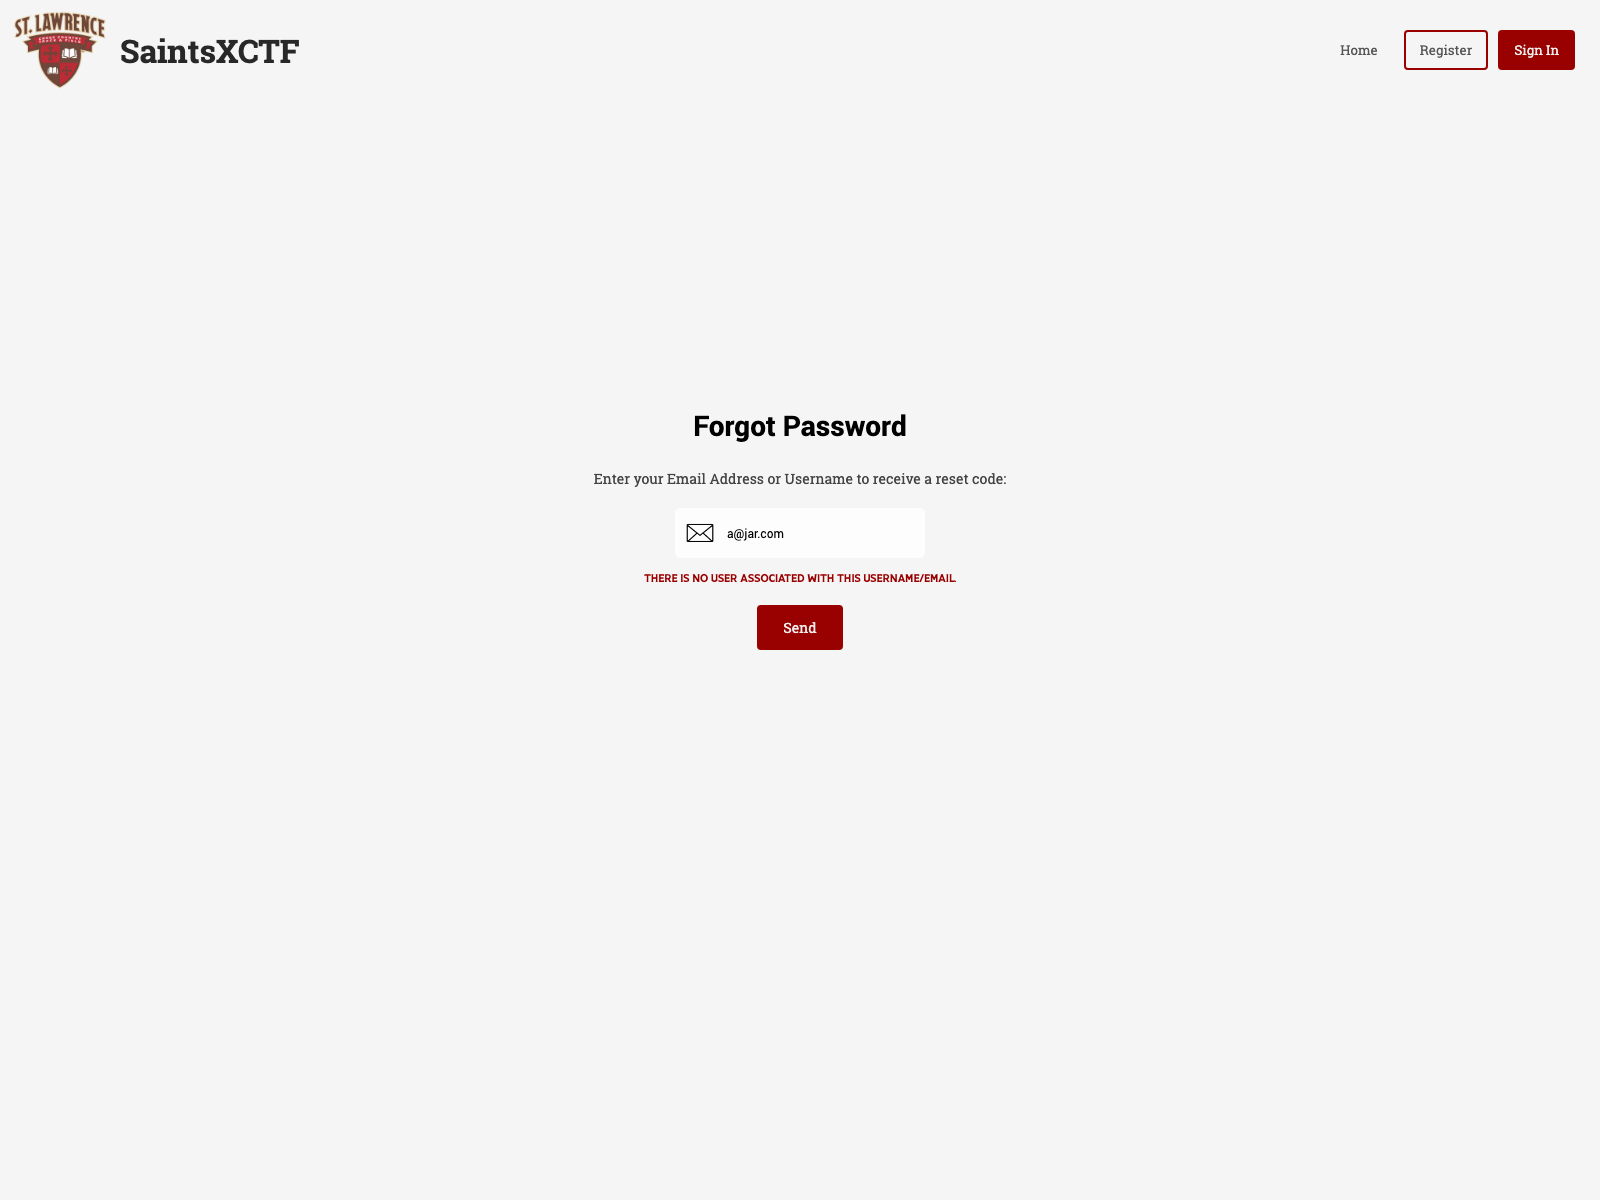 ST. LAWRENCE
SaintsXCTF
Home
Register
Sign In
Forgot Password
Enter your Email Address or Username to receive a reset code:
a@jar.com
THERE IS NO USER ASSOCIATED WITH THIS USERNAME/EMAIL.
Send